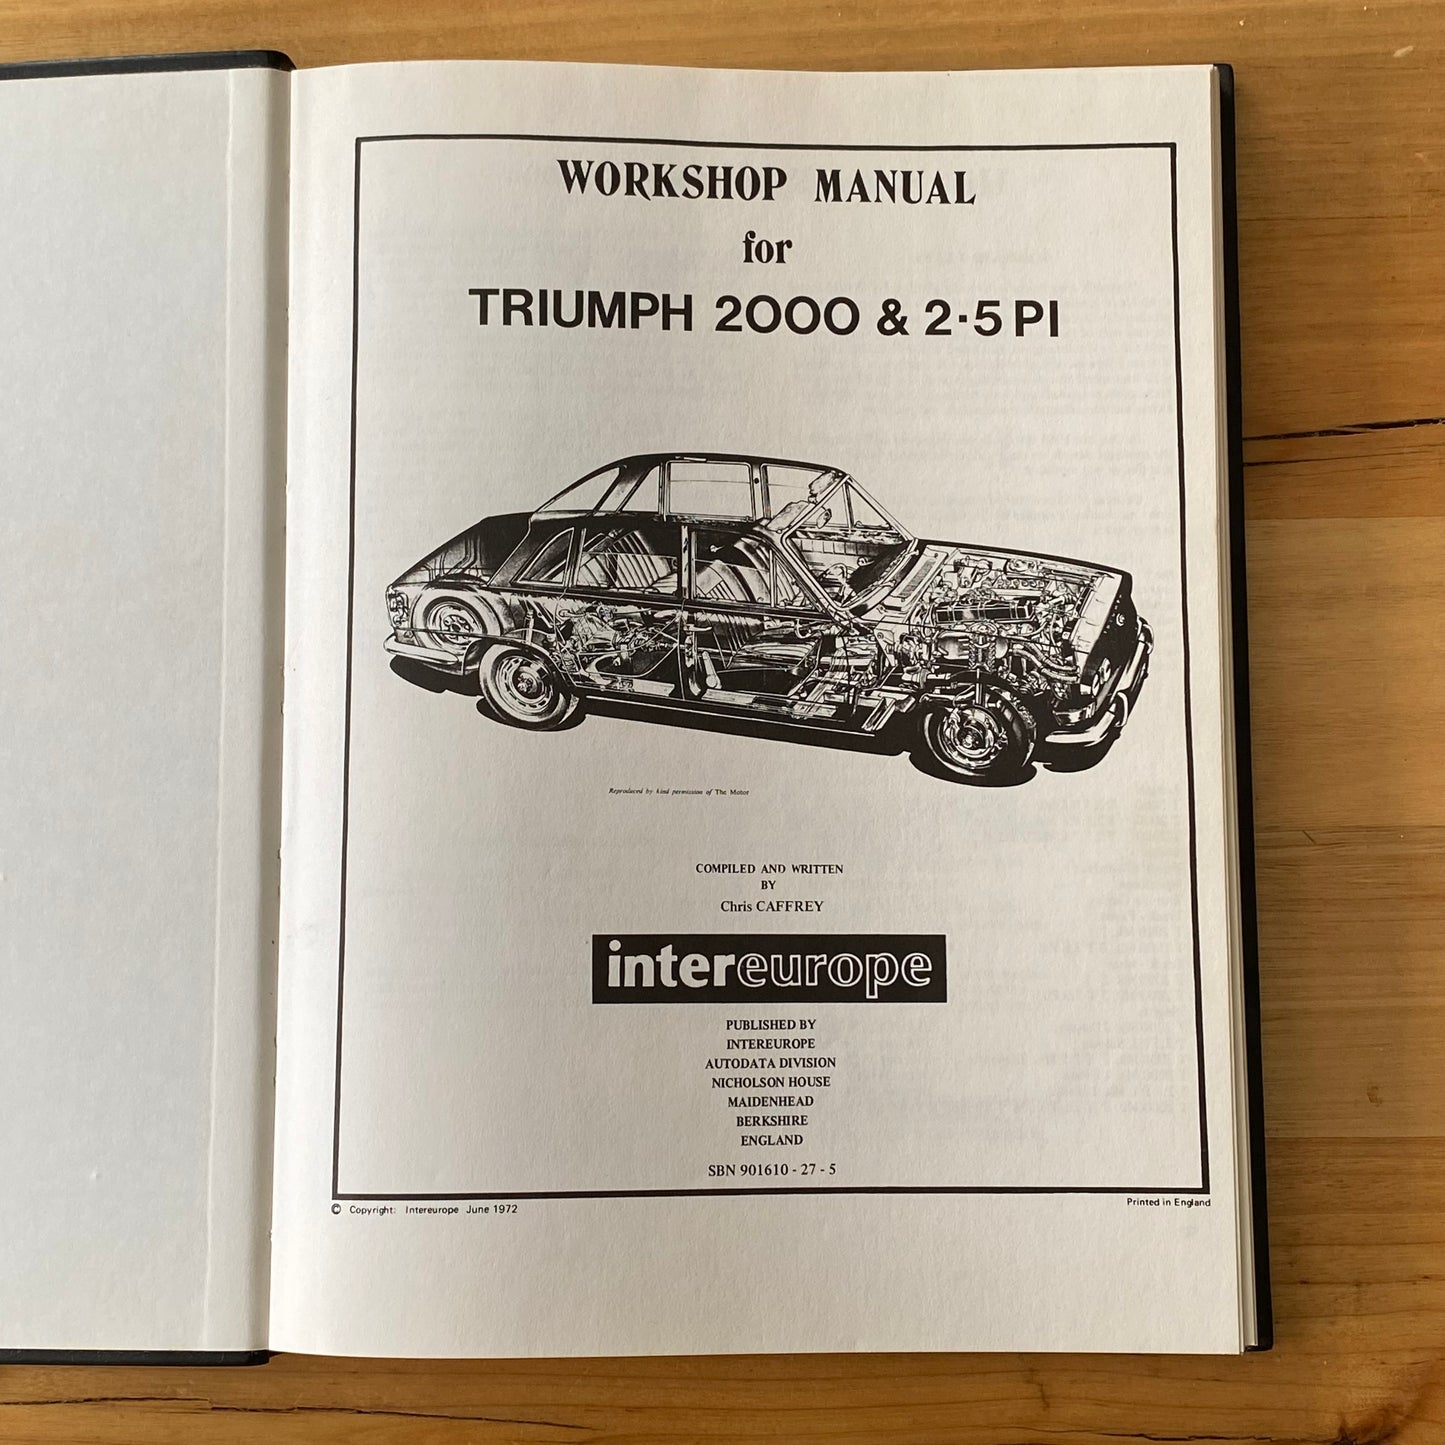 WORKSHOP MANUAL
for
TRIUMPH 2000 & 2·5 PI
Reproduced by kind permission of The Motor
COMPILED AND WRITTEN
BY
Chris CAFFREY
intereurope
PUBLISHED BY
INTEREUROPE
AUTODATA DIVISION
NICHOLSON HOUSE
MAIDENHEAD
BERKSHIRE
ENGLAND
SBN 901610 - 27 - 5
© Copyright: Intereurope June 1972
Printed in England